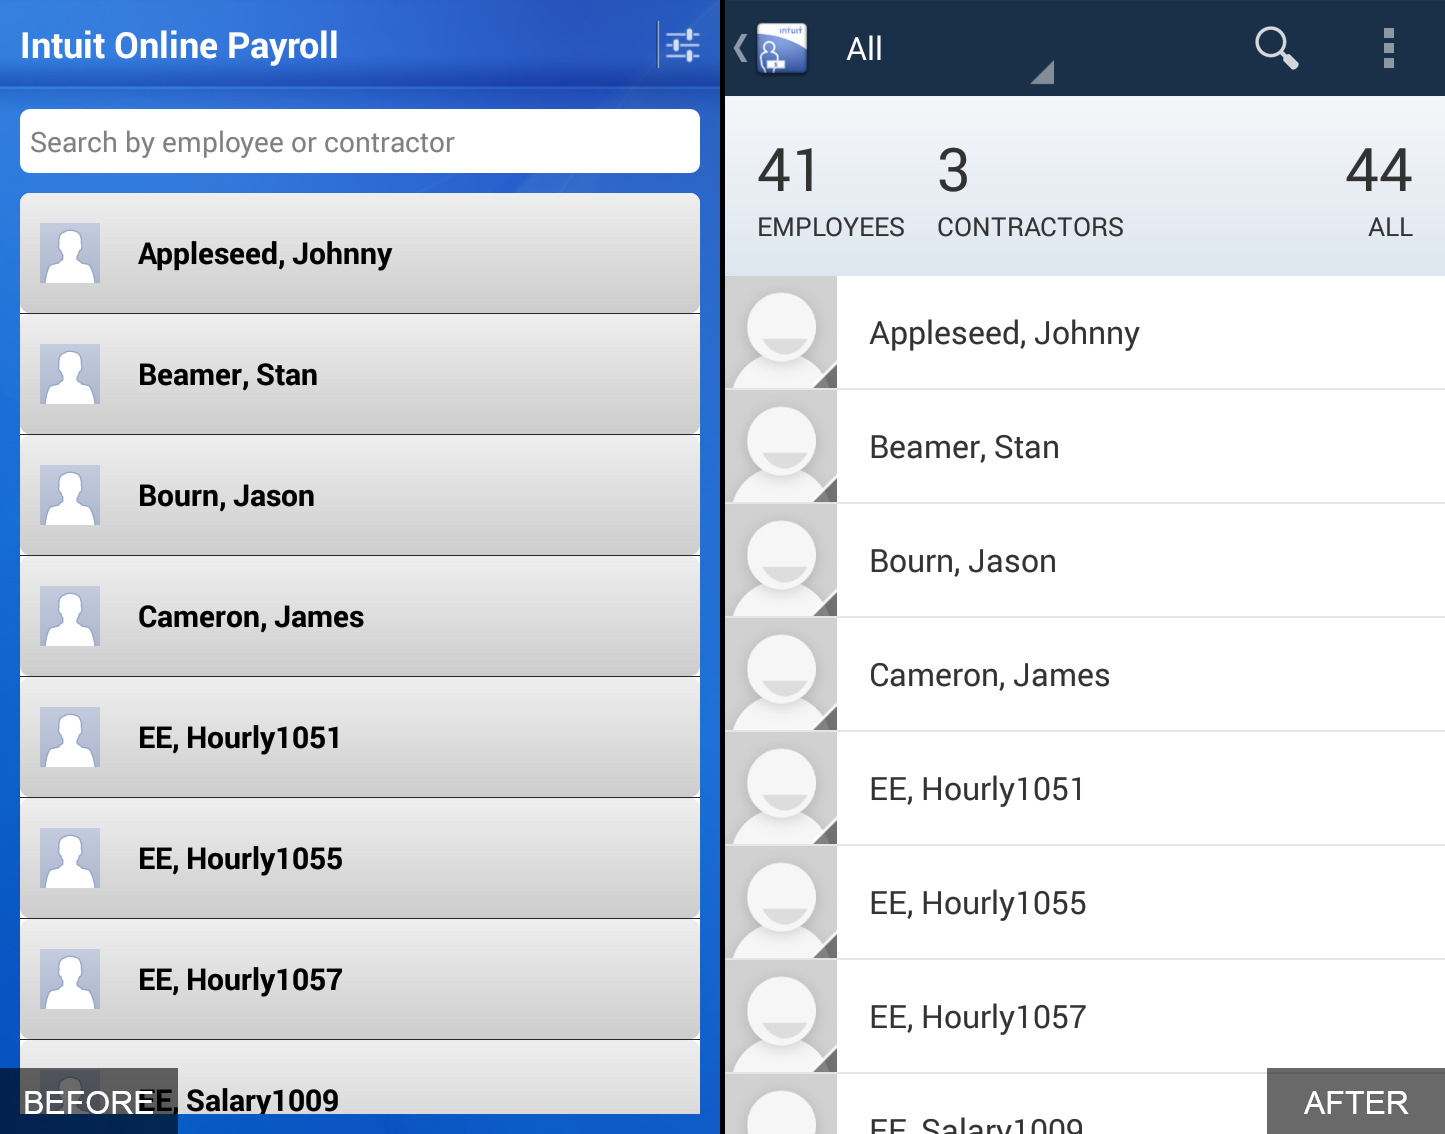 Intuit Online Payroll
Search by employee or contractor
Appleseed, Johnny
Beamer, Stan
Bourn, Jason
Cameron, James
EE, Hourly1051
EE, Hourly1055
EE, Hourly1057
EE, Salary1009
BEFORE
intuit
All
41
EMPLOYEES
3
CONTRACTORS
44
ALL
Appleseed, Johnny
Beamer, Stan
Bourn, Jason
Cameron, James
EE, Hourly1051
EE, Hourly1055
EE, Hourly1057
EE, Salary1009
AFTER